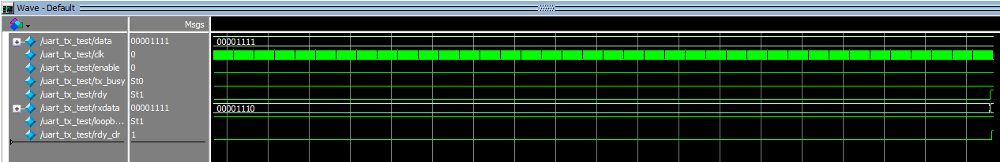 Wave - Default
Msgs
/uart_tx_test/data 00001111 00001111
/uart_tx_test/clk 0
/uart_tx_test/enable 0
/uart_tx_test/tx_busy St0
/uart_tx_test/rdy St1
/uart_tx_test/rxdata 00001111 00001110
/uart_tx_test/loopb... St1
/uart_tx_test/rdy_clr 1